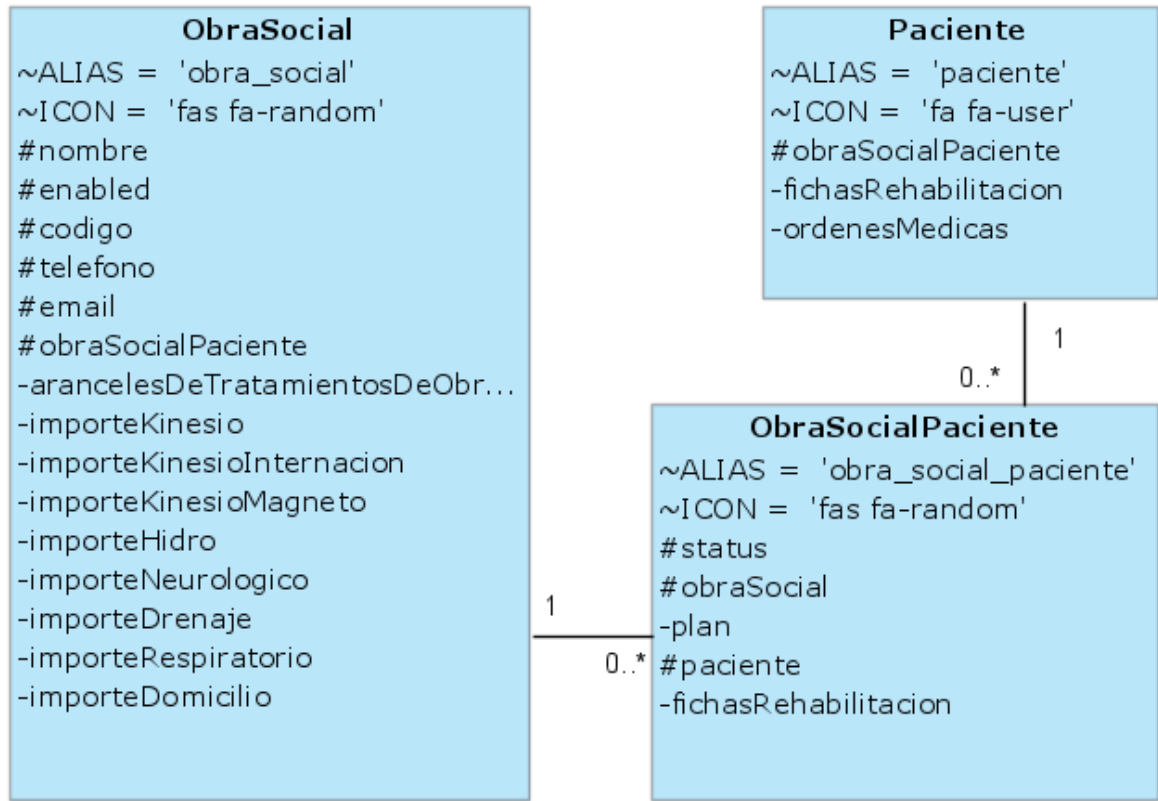 ObraSocial
~ALIAS = 'obra_social'
~ICON = 'fas fa-random'
#nombre
#enabled
#codigo
#telefono
#email
#obraSocialPaciente
-arancelesDeTratamientosDeObr...
-importeKinesio
-importeKinesioInternacion
-importeKinesioMagneto
-importeHidro
-importeNeurologico
-importeDrenaje
-importeRespiratorio
-importeDomicilio
Paciente
~ALIAS = 'paciente'
~ICON = 'fa fa-user'
#obraSocialPaciente
-fichasRehabilitacion
-ordenesMedicas
1
0..*
ObraSocialPaciente
~ALIAS = 'obra_social_paciente'
~ICON = 'fas fa-random'
#status
#obraSocial
-plan
#paciente
-fichasRehabilitacion
1
0..*